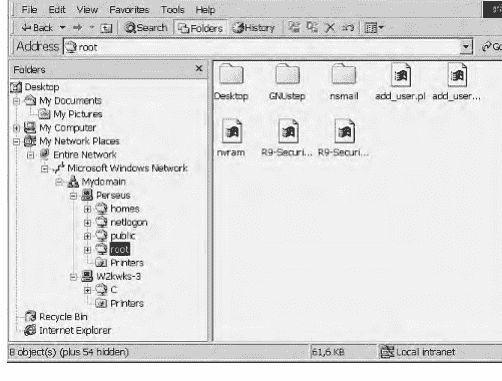 File Edit View Favorites Tools Help
Back Search Folders History
Address root
Folders
Desktop
My Documents
My Pictures
My Computer
My Network Places
Entire Network
Microsoft Windows Network
Mydomain
Perseus
homes
netlogon
public
root
Printers
W2kwks-3
C
Printers
Recycle Bin
Internet Explorer
Desktop GNUstep nsmail add_user.pl add_user...
nvram R9-Securi... R9-Securi...
8 object(s) (plus 54 hidden) 61,6 KB Local intranet